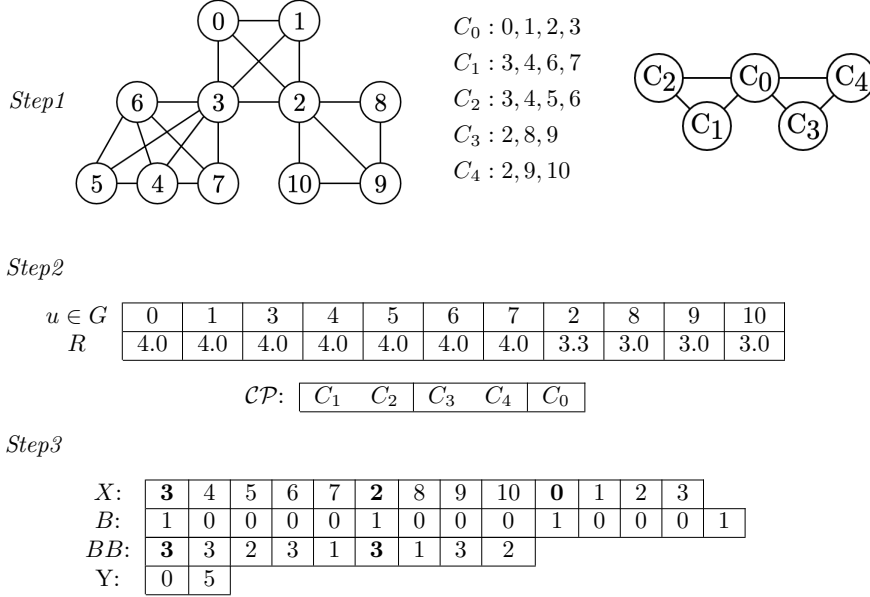 0 1
Step1 6 3 2 8
5 4 7 10 9
C₀ : 0, 1, 2, 3
C₁ : 3, 4, 6, 7
C₂ : 3, 4, 5, 6
C₃ : 2, 8, 9
C₄ : 2, 9, 10
C₂ C₀ C₄
C₁ C₃
Step2
u ∈ G 0 1 3 4 5 6 7 2 8 9 10
R 4.0 4.0 4.0 4.0 4.0 4.0 4.0 3.3 3.0 3.0 3.0
𝒞𝒫: C₁ C₂ C₃ C₄ C₀
Step3
X: 3 4 5 6 7 2 8 9 10 0 1 2 3
B: 1 0 0 0 0 1 0 0 0 1 0 0 0 1
BB: 3 3 2 3 1 3 1 3 2
Y: 0 5